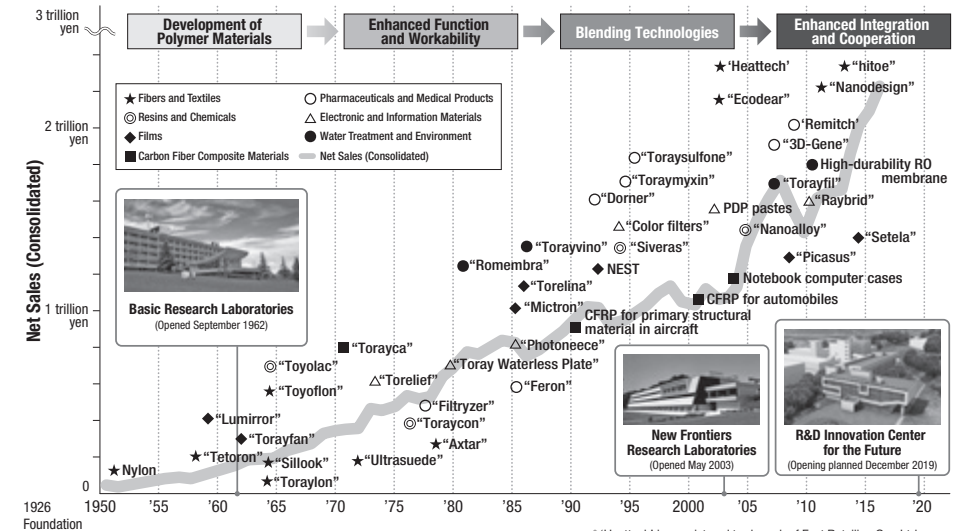 3 trillion
yen
Development of
Polymer Materials
Enhanced Function
and Workability
Blending Technologies
Enhanced Integration
and Cooperation
Fibers and Textiles
Resins and Chemicals
Films
Carbon Fiber Composite Materials
Pharmaceuticals and Medical Products
Electronic and Information Materials
Water Treatment and Environment
Net Sales (Consolidated)
Net Sales (Consolidated)
2 trillion
yen
1 trillion
yen
0
'Heattech'
"hitoe"
"Nanodesign"
"Ecodear"
'Remitch'
"3D-Gene"
High-durability RO
membrane
"Toraysulfone"
"Toraymyxin"
"Torayfil"
"Dorner"
PDP pastes
"Raybrid"
"Color filters"
"Nanoalloy"
"Setela"
"Torayvino"
"Siveras"
"Picasus"
"Romembra"
NEST
Notebook computer cases
"Torelina"
CFRP for automobiles
"Mictron"
CFRP for primary structural
material in aircraft
Basic Research Laboratories
(Opened September 1962)
"Torayca"
"Photoneece"
"Toyolac"
"Toray Waterless Plate"
"Torelief"
"Feron"
"Toyoflon"
"Filtryzer"
"Lumirror"
"Toraycon"
"Torayfan"
"Axtar"
"Tetoron"
"Sillook"
"Ultrasuede"
Nylon
"Toraylon"
New Frontiers
Research Laboratories
(Opened May 2003)
R&D Innovation Center
for the Future
(Opening planned December 2019)
1950 '55 '60 '65 '70 '75 '80 '85 '90 '95 2000 '05 '10 '15 '20
1926
Foundation